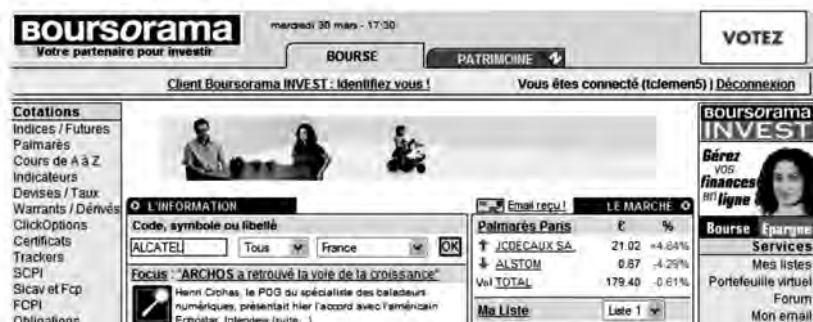 BOURSORAMA
Votre partenaire pour investir
mercredi 30 mars - 17:30
BOURSE
PATRIMOINE
VOTEZ
Client Boursorama INVEST : Identifiez vous !
Vous êtes connecté (tclemen5) | Déconnexion
Cotations
Indices / Futures
Palmarès
Cours de A à Z
Indicateurs
Devises / Taux
Warrants / Dérivés
ClickOptions
Certificats
Trackers
SCPI
Sicav et Fcp
FCPI
Obligations
L'INFORMATION
Code, symbole ou libellé
ALCATEL
Tous
France
OK
Focus : "ARCHOS a retrouvé la voie de la croissance"
Henri Crohas, le PDG du spécialiste des baladeurs
numériques, présentait hier l'accord avec l'américain
Echostar. Interview (suite...)
Email reçu !
LE MARCHÉ
Palmarès Paris € %
JCDECAUX SA. 21.02 +4.84%
ALSTOM 0.67 -4.29%
Vol TOTAL 179.40 -0.61%
Ma Liste
Liste 1
BOURSORAMA
INVEST
Gérez
vos
finances
en ligne
Bourse Epargne
Services
Mes listes
Portefeuille virtuel
Forum
Mon email